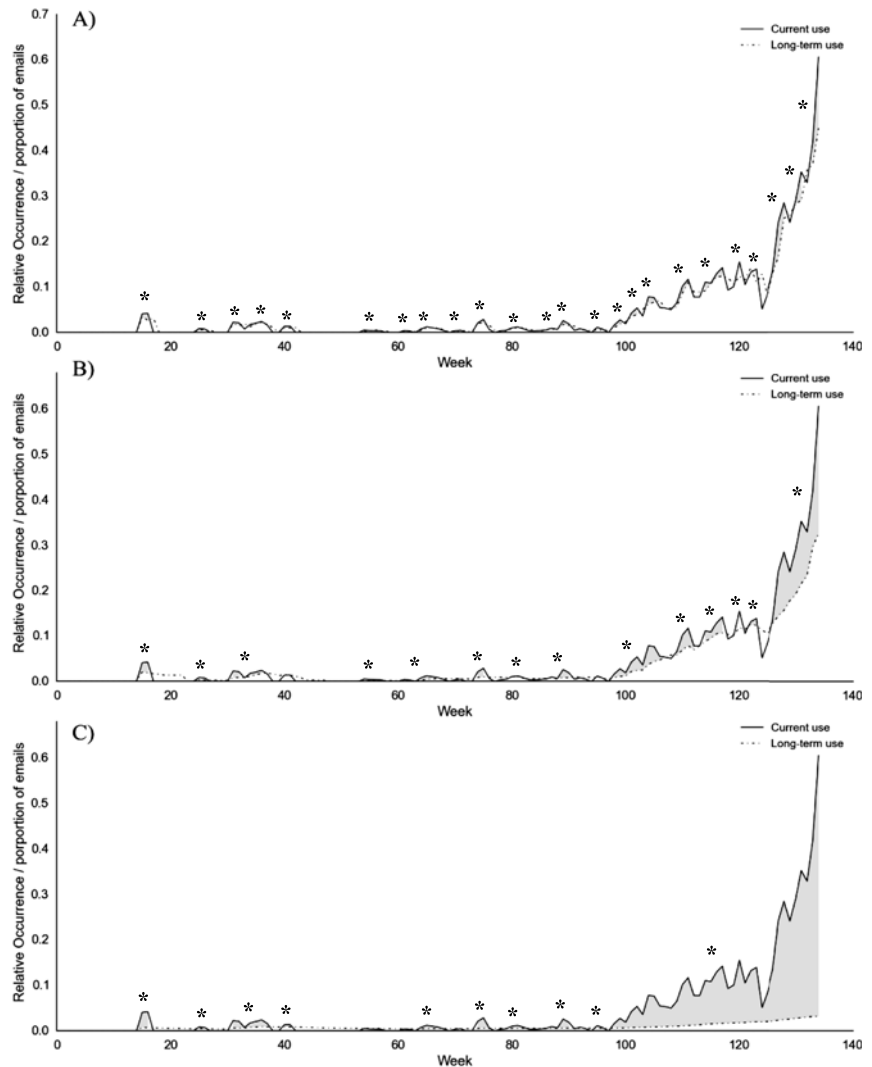 A)
Current use
Long-term use
0.7
0.6
0.5
0.4
0.3
0.2
0.1
0.0
Relative Occurrence / porportion of emails
* * * * * * * * * * * * * * * * * * * * * * * * * *
0 20 40 60 80 100 120 140
Week
B)
Current use
Long-term use
0.6
0.5
0.4
0.3
0.2
0.1
0.0
Relative Occurrence / porportion of emails
* * * * * * * * * * * * * *
0 20 40 60 80 100 120 140
Week
C)
Current use
Long-term use
0.6
0.5
0.4
0.3
0.2
0.1
0.0
Relative Occurrence / porportion of emails
* * * * * * * * * *
0 20 40 60 80 100 120 140
Week